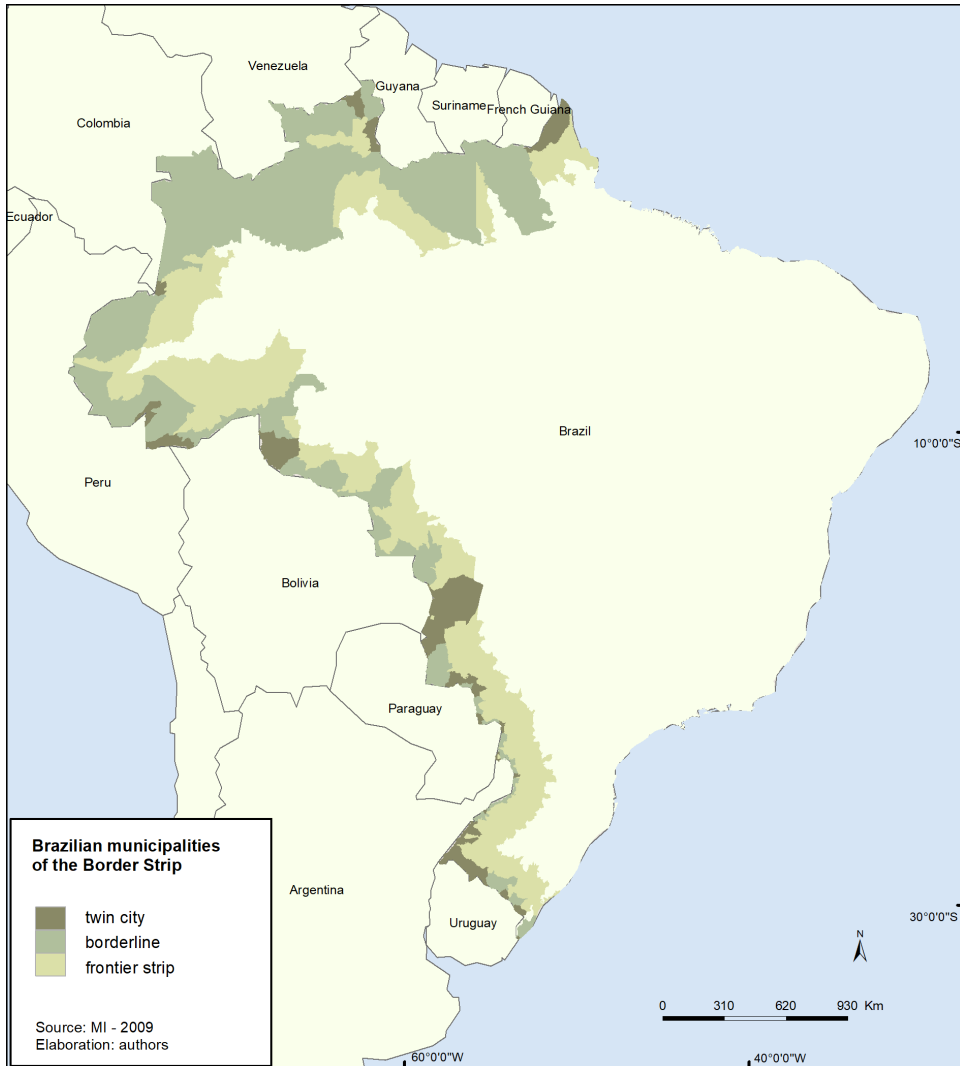 Venezuela
Guyana
Suriname
French Guiana
Colombia
Ecuador
Brazil
10°0'0"S
Peru
Bolivia
Paraguay
Brazilian municipalities
of the Border Strip
Argentina
twin city
borderline
frontier strip
Uruguay
30°0'0"S
N
0 310 620 930 Km
Source: MI - 2009
Elaboration: authors
60°0'0"W
40°0'0"W